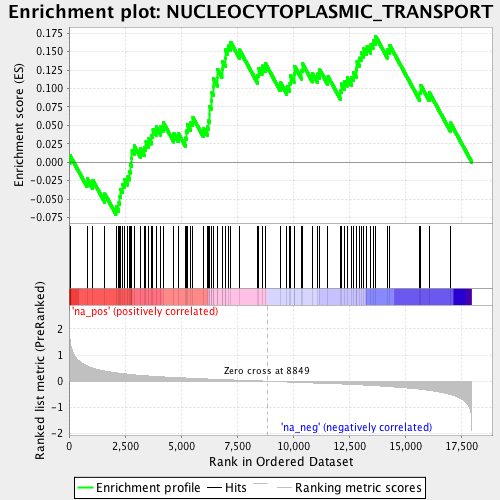 Enrichment plot: NUCLEOCYTOPLASMIC_TRANSPORT
Enrichment score (ES)
0.175
0.150
0.125
0.100
0.075
0.050
0.025
0.000
-0.025
-0.050
-0.075
'na_pos' (positively correlated)
Ranked list metric (PreRanked)
2
1
0
-1
-2
Zero cross at 8849
'na_neg' (negatively correlated)
0 2,500 5,000 7,500 10,000 12,500 15,000 17,500
Rank in Ordered Dataset
Enrichment profile Hits Ranking metric scores